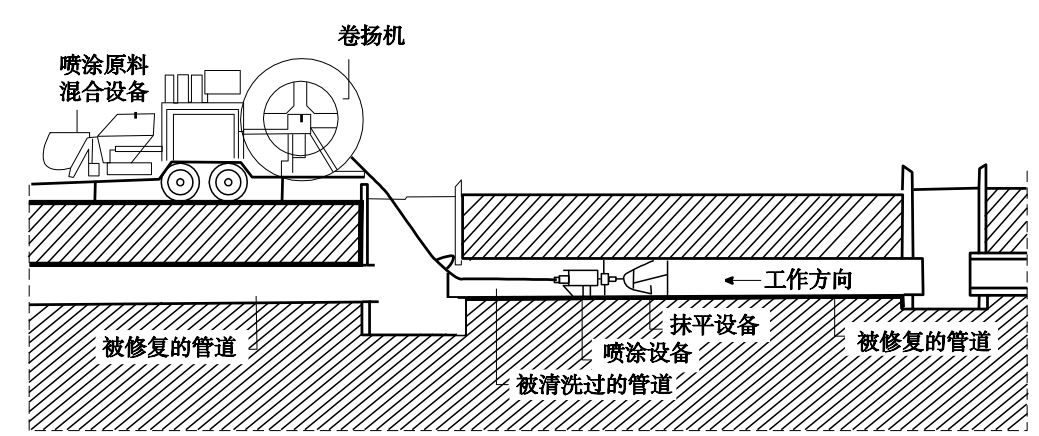 卷扬机
喷涂原料
混合设备
工作方向
抹平设备
被修复的管道
被修复的管道
喷涂设备
被清洗过的管道